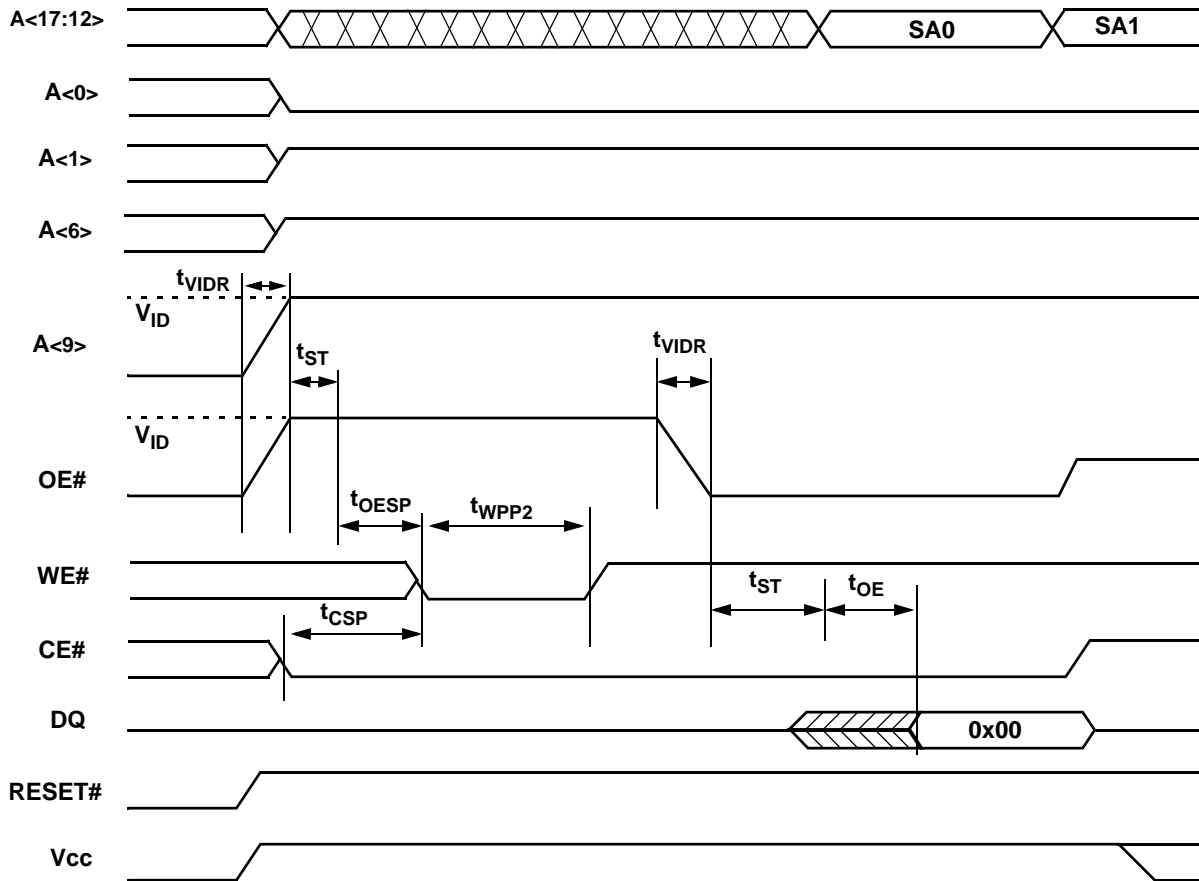 A<17:12> SA0 SA1
A<0>
A<1>
A<6>
tVIDR
VID
A<9>
tST tVIDR
VID
OE#
tOESP tWPP2
WE#
tST tOE
tCSP
CE#
DQ 0x00
RESET#
Vcc